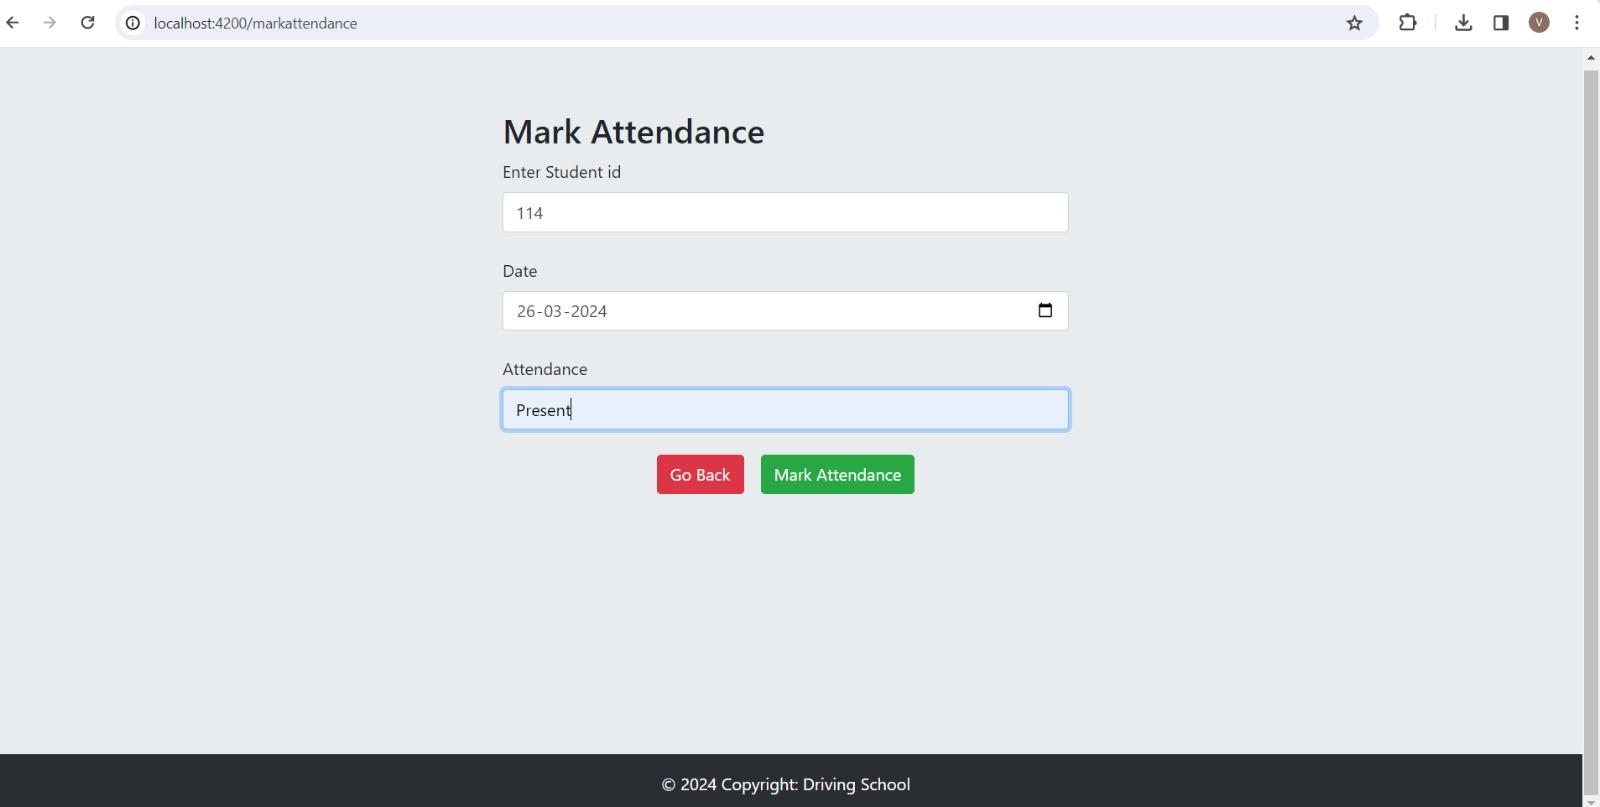 localhost:4200/markattendance
V
Mark Attendance
Enter Student id
114
Date
26-03-2024
Attendance
Present
Go Back Mark Attendance
© 2024 Copyright: Driving School